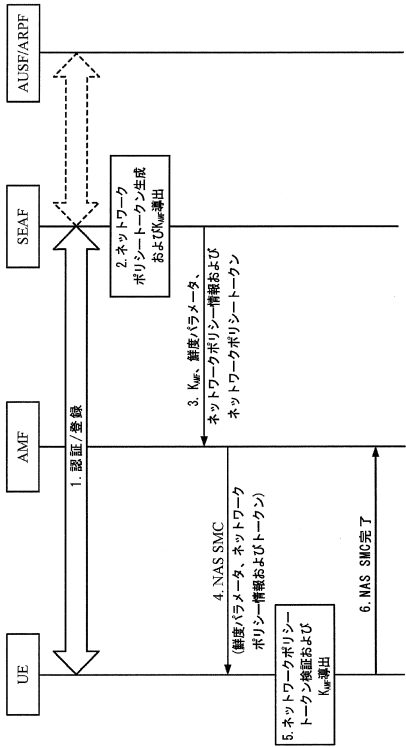 UE
AMF
SEAF
AUSF/ARPF
1. 認証/登録
2. ネットワーク
ポリシートークン生成
およびKAMF導出
3. KAMF、鮮度パラメータ、
ネットワークポリシー情報および
ネットワークポリシートークン
4. NAS SMC
(鮮度パラメータ、ネットワーク
ポリシー情報およびトークン)
5. ネットワークポリシー
トークン検証および
KAMF導出
6. NAS SMC完了